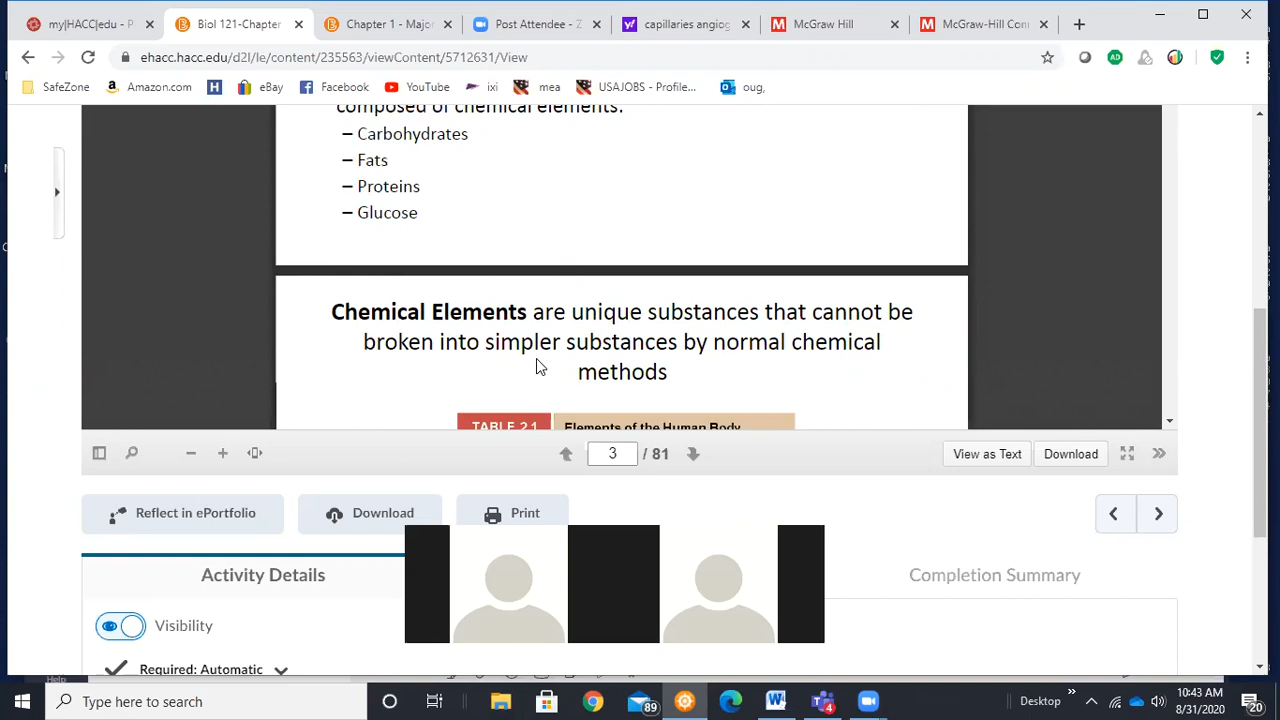 my|HACC|edu - P
Biol 121-Chapter
Chapter 1 - Major
Post Attendee - Z
capillaries angiog
McGraw Hill
McGraw-Hill Con
ehacc.hacc.edu/d2l/le/content/235563/viewContent/5712631/View
SafeZone
Amazon.com
eBay
Facebook
YouTube
ixi
mea
USAJOBS - Profile...
oug,
composed of chemical elements.
– Carbohydrates
– Fats
– Proteins
– Glucose
Chemical Elements are unique substances that cannot be
broken into simpler substances by normal chemical
methods
TABLE 2.1 Elements of the Human Body
3 / 81
View as Text
Download
Reflect in ePortfolio
Download
Print
Activity Details
Completion Summary
Visibility
Required: Automatic
Help
Type here to search
89
4
Desktop
10:43 AM
8/31/2020
20